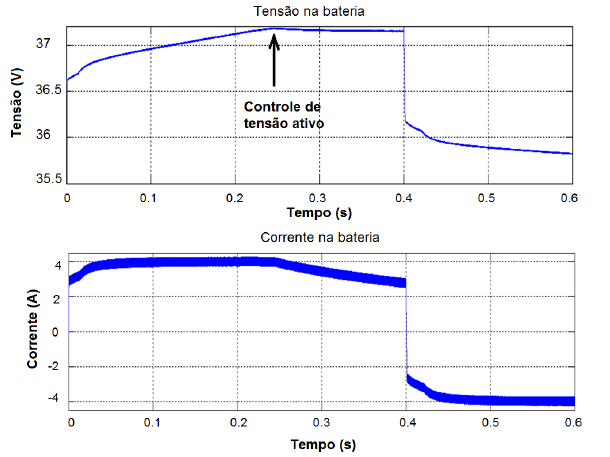 Tensão na bateria
Tensão (V)
37
36.5
36
35.5
Controle de
tensão ativo
0
0.1
0.2
0.3
0.4
0.5
0.6
Tempo (s)
Corrente na bateria
Corrente (A)
4
2
0
-2
-4
0
0.1
0.2
0.3
0.4
0.5
0.6
Tempo (s)